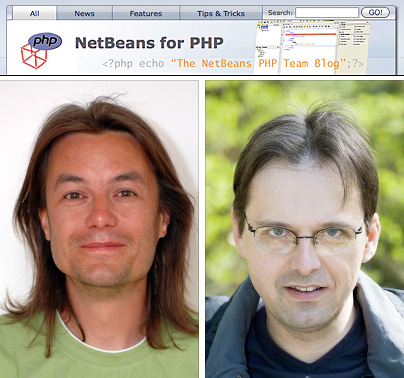 All News Features Tips & Tricks Search: GO!
php NetBeans for PHP
<?php echo "The NetBeans PHP Team Blog";?>